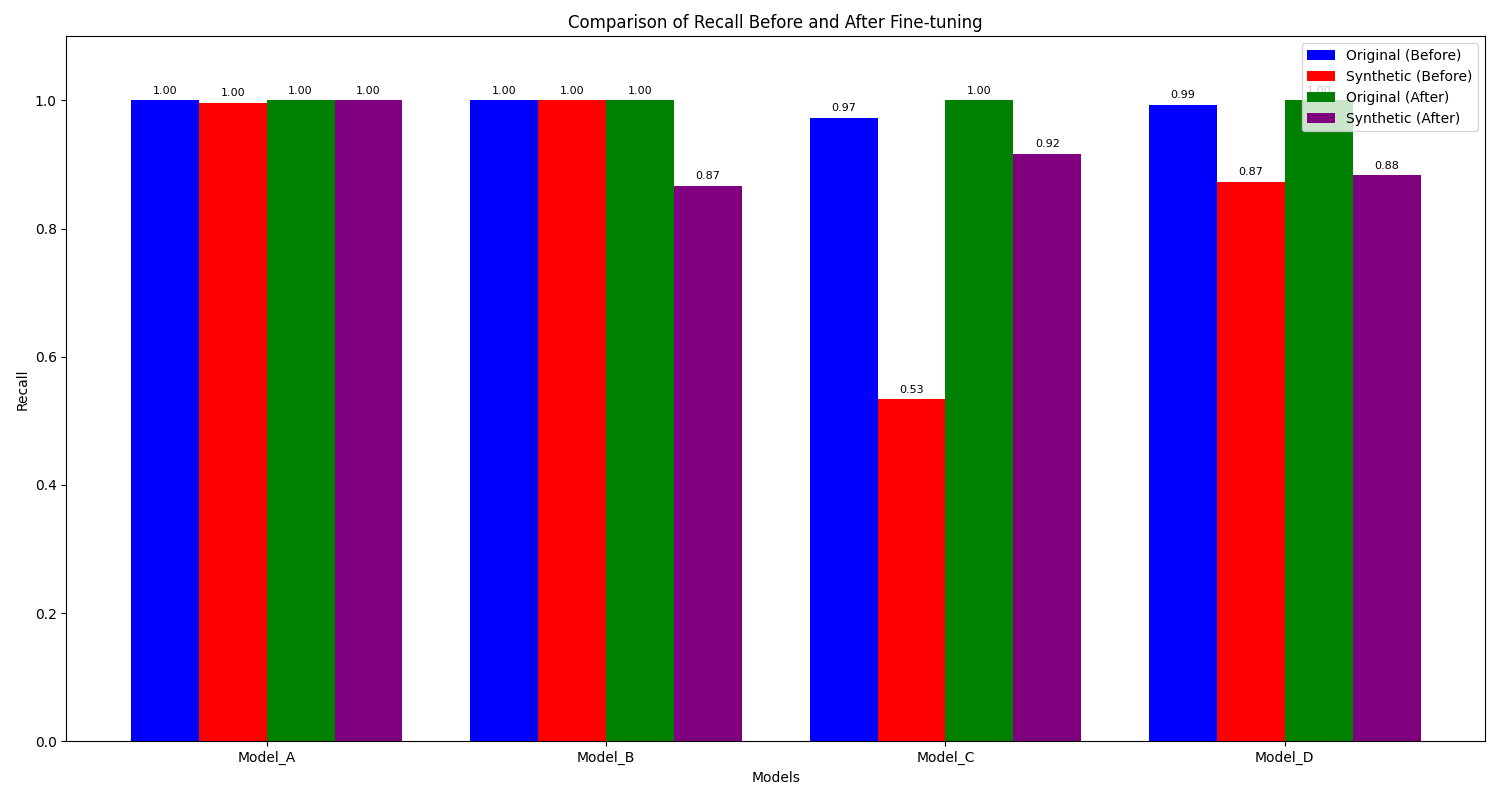 Comparison of Recall Before and After Fine-tuning
Original (Before)
Synthetic (Before)
Original (After)
Synthetic (After)
1.00
1.00
1.00
1.00
1.00
1.00
1.00
0.87
0.97
0.53
1.00
0.92
0.99
0.87
1.00
0.88
Recall
1.0
0.8
0.6
0.4
0.2
0.0
Model_A
Model_B
Model_C
Model_D
Models